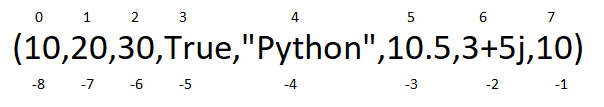 0 1 2 3 4 5 6 7
(10,20,30,True,"Python",10.5,3+5j,10)
-8 -7 -6 -5 -4 -3 -2 -1